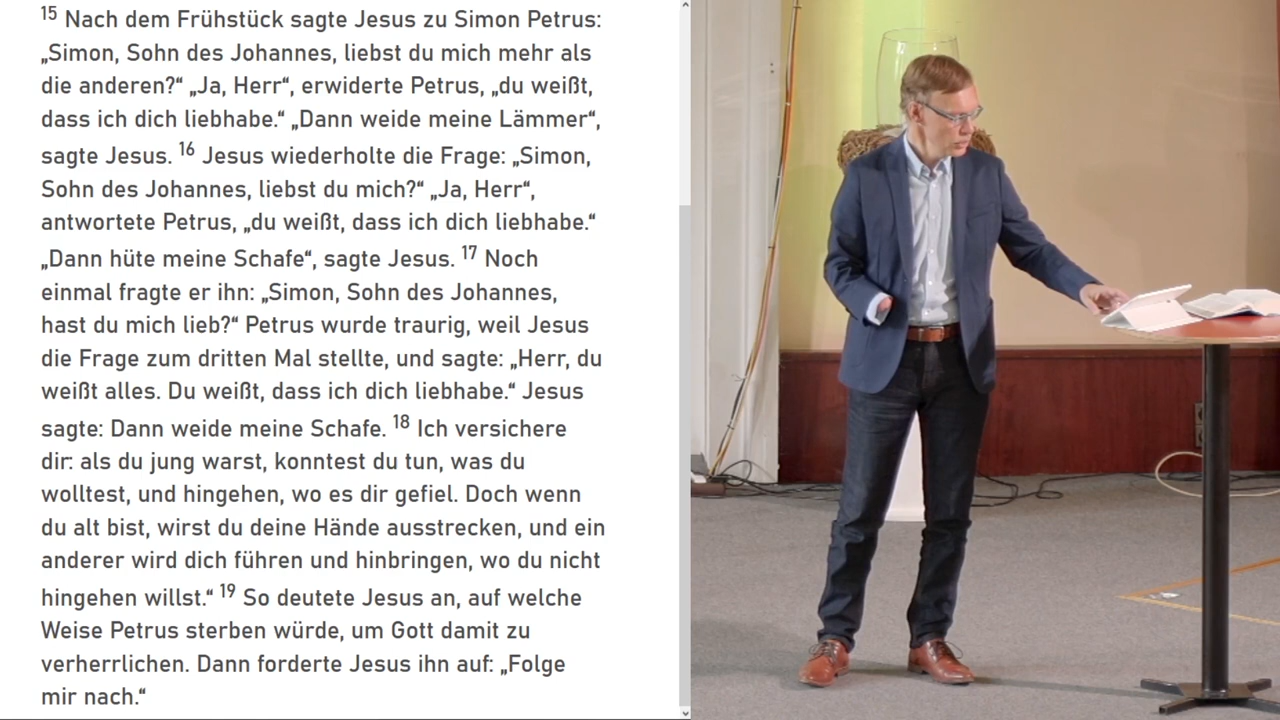 15 Nach dem Frühstück sagte Jesus zu Simon Petrus:
„Simon, Sohn des Johannes, liebst du mich mehr als
die anderen?“ „Ja, Herr“, erwiderte Petrus, „du weißt,
dass ich dich liebhabe.“ „Dann weide meine Lämmer“,
sagte Jesus. 16 Jesus wiederholte die Frage: „Simon,
Sohn des Johannes, liebst du mich?“ „Ja, Herr“,
antwortete Petrus, „du weißt, dass ich dich liebhabe.“
„Dann hüte meine Schafe“, sagte Jesus. 17 Noch
einmal fragte er ihn: „Simon, Sohn des Johannes,
hast du mich lieb?“ Petrus wurde traurig, weil Jesus
die Frage zum dritten Mal stellte, und sagte: „Herr, du
weißt alles. Du weißt, dass ich dich liebhabe.“ Jesus
sagte: Dann weide meine Schafe. 18 Ich versichere
dir: als du jung warst, konntest du tun, was du
wolltest, und hingehen, wo es dir gefiel. Doch wenn
du alt bist, wirst du deine Hände ausstrecken, und ein
anderer wird dich führen und hinbringen, wo du nicht
hingehen willst.“ 19 So deutete Jesus an, auf welche
Weise Petrus sterben würde, um Gott damit zu
verherrlichen. Dann forderte Jesus ihn auf: „Folge
mir nach.“